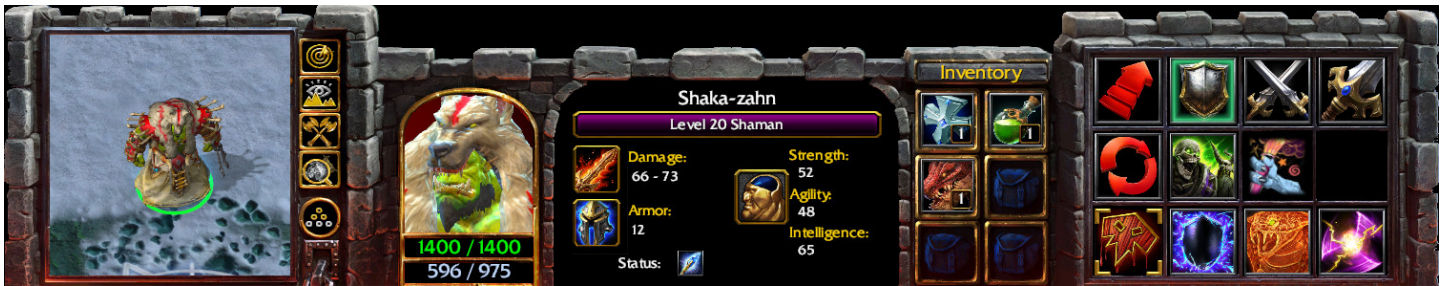 Shaka-zahn
Level 20 Shaman
Damage:
66 - 73
Armor:
12
Status:
Strength:
52
Agility:
48
Intelligence:
65
1400 / 1400
596 / 975
Inventory
1
1
1